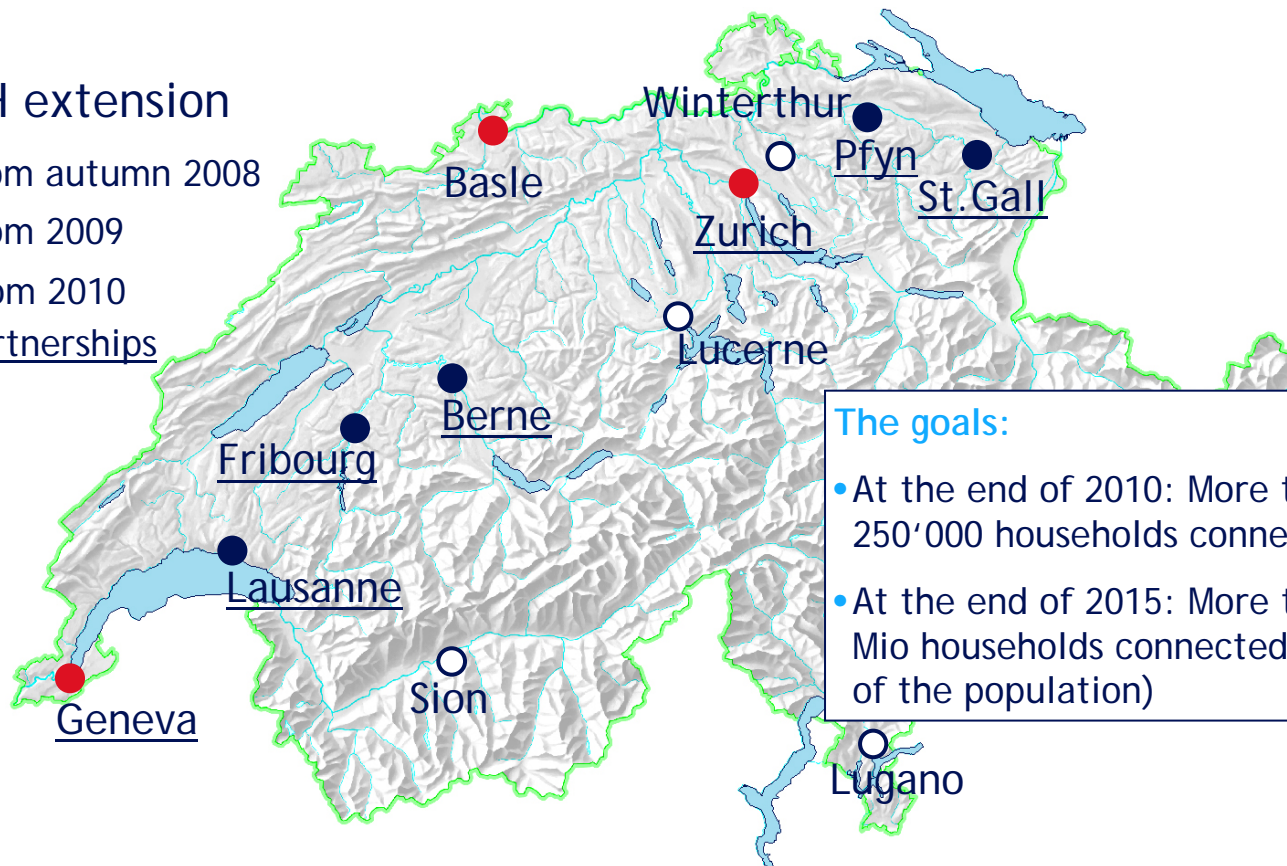 H extension
om autumn 2008
om 2009
om 2010
artnerships
Winterthur
Pfyn
St.Gall
Basle
Zurich
Lucerne
Berne
Fribourg
Lausanne
Geneva
Sion
Lugano
The goals:
•At the end of 2010: More t
250‘000 households conne
•At the end of 2015: More t
Mio households connected
of the population)